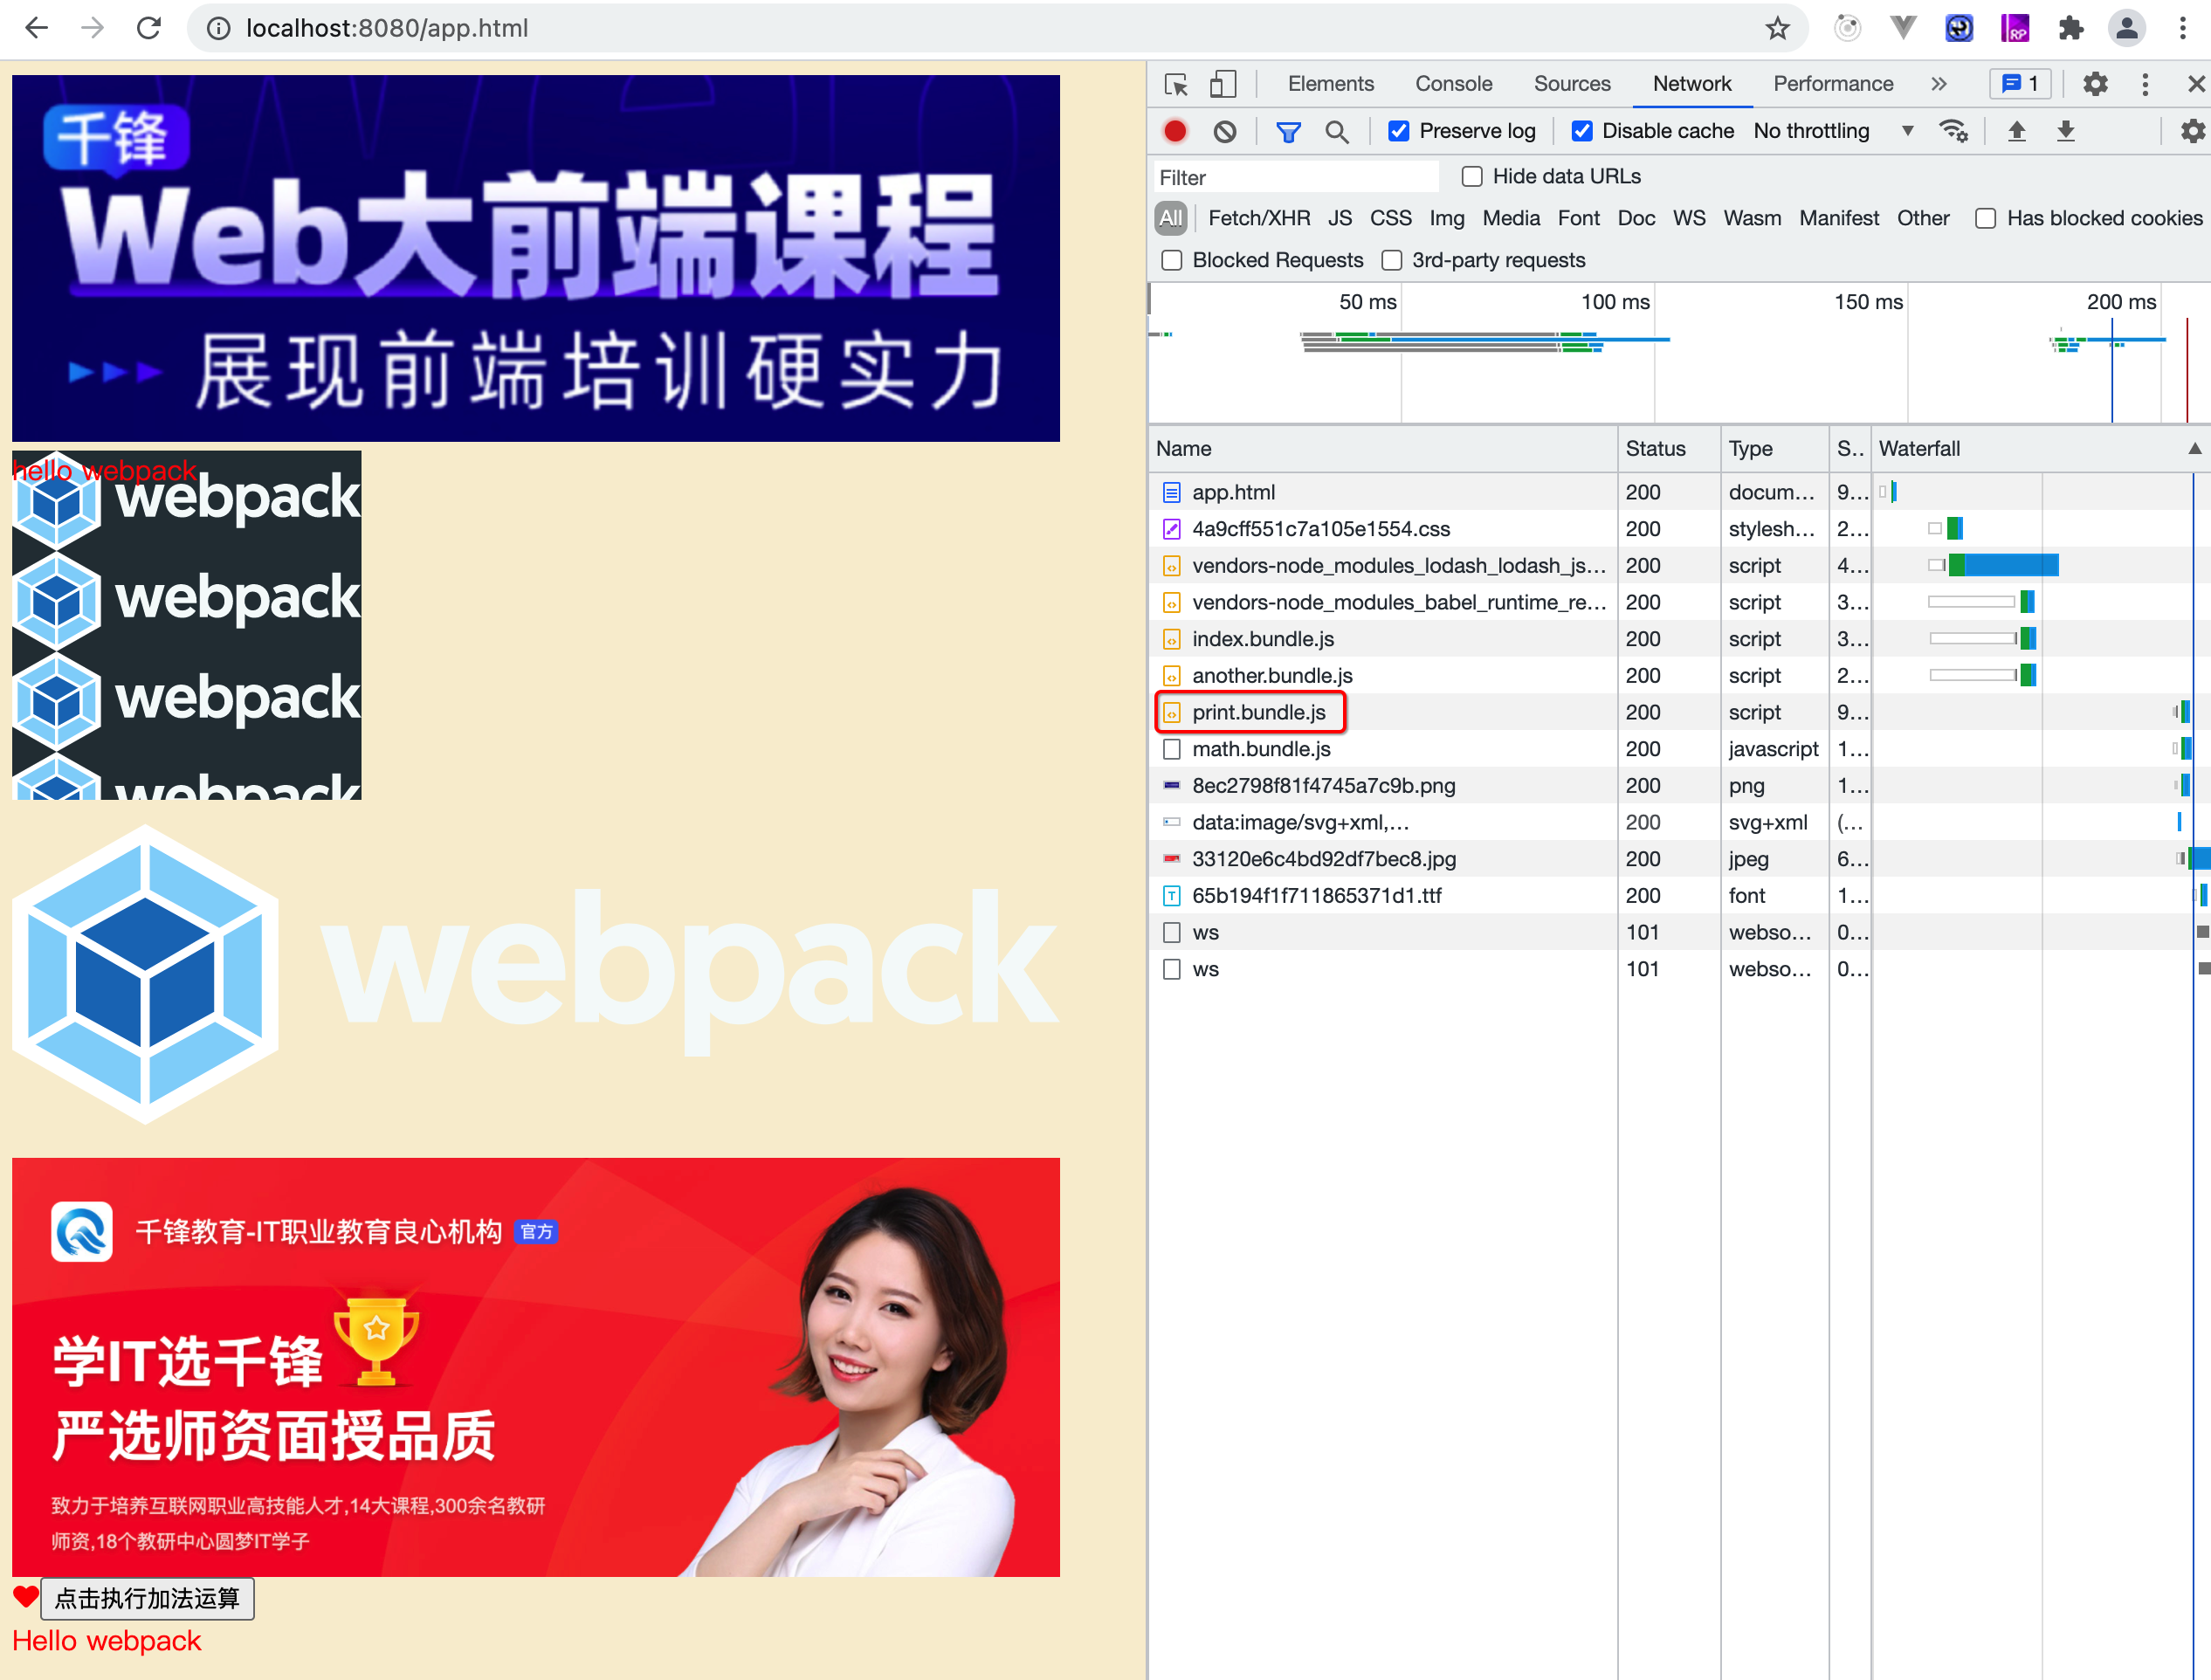 localhost:8080/app.html
千锋
Web大前端课程
展现前端培训硬实力
hello webpack
webpack
webpack
webpack
webpack
webpack
千锋教育-IT职业教育良心机构 官方
学IT选千锋
严选师资面授品质
致力于培养互联网职业高技能人才,14大课程,300余名教研
师资,18个教研中心圆梦IT学子
点击执行加法运算
Hello webpack
Elements Console Sources Network Performance 1
Preserve log Disable cache No throttling
Filter Hide data URLs
All Fetch/XHR JS CSS Img Media Font Doc WS Wasm Manifest Other Has blocked cookies
Blocked Requests 3rd-party requests
50 ms 100 ms 150 ms 200 ms
Name Status Type S.. Waterfall
app.html 200 docum... 9...
4a9cff551c7a105e1554.css 200 stylesh... 2...
vendors-node_modules_lodash_lodash_js... 200 script 4...
vendors-node_modules_babel_runtime_re... 200 script 3...
index.bundle.js 200 script 3...
another.bundle.js 200 script 2...
print.bundle.js 200 script 9...
math.bundle.js 200 javascript 1...
8ec2798f81f4745a7c9b.png 200 png 1...
data:image/svg+xml,... 200 svg+xml (...
33120e6c4bd92df7bec8.jpg 200 jpeg 6...
65b194f1f711865371d1.ttf 200 font 1...
ws 101 webso... 0...
ws 101 webso... 0...